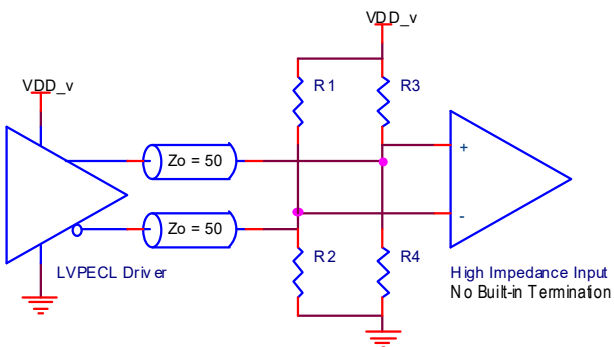 VDD_v
VDD_v
R1
R3
Zo = 50
+
Zo = 50
-
R2
R4
LVPECL Driver
High Impedance Input
No Built-in Termination